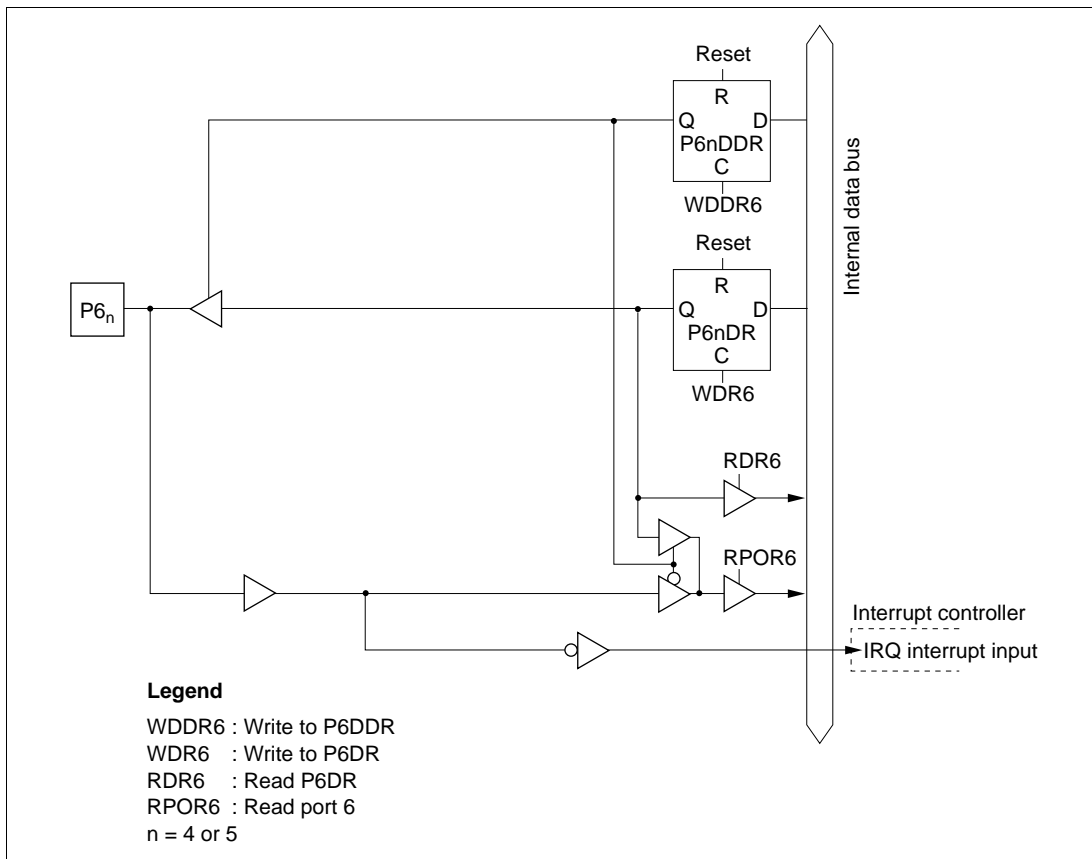 Reset
R
Q D
P6nDDR
C
WDDR6
Internal data bus
Reset
R
P6n
Q D
P6nDR
C
WDR6
RDR6
RPOR6
Interrupt controller
IRQ interrupt input
Legend
WDDR6 : Write to P6DDR
WDR6 : Write to P6DR
RDR6 : Read P6DR
RPOR6 : Read port 6
n = 4 or 5